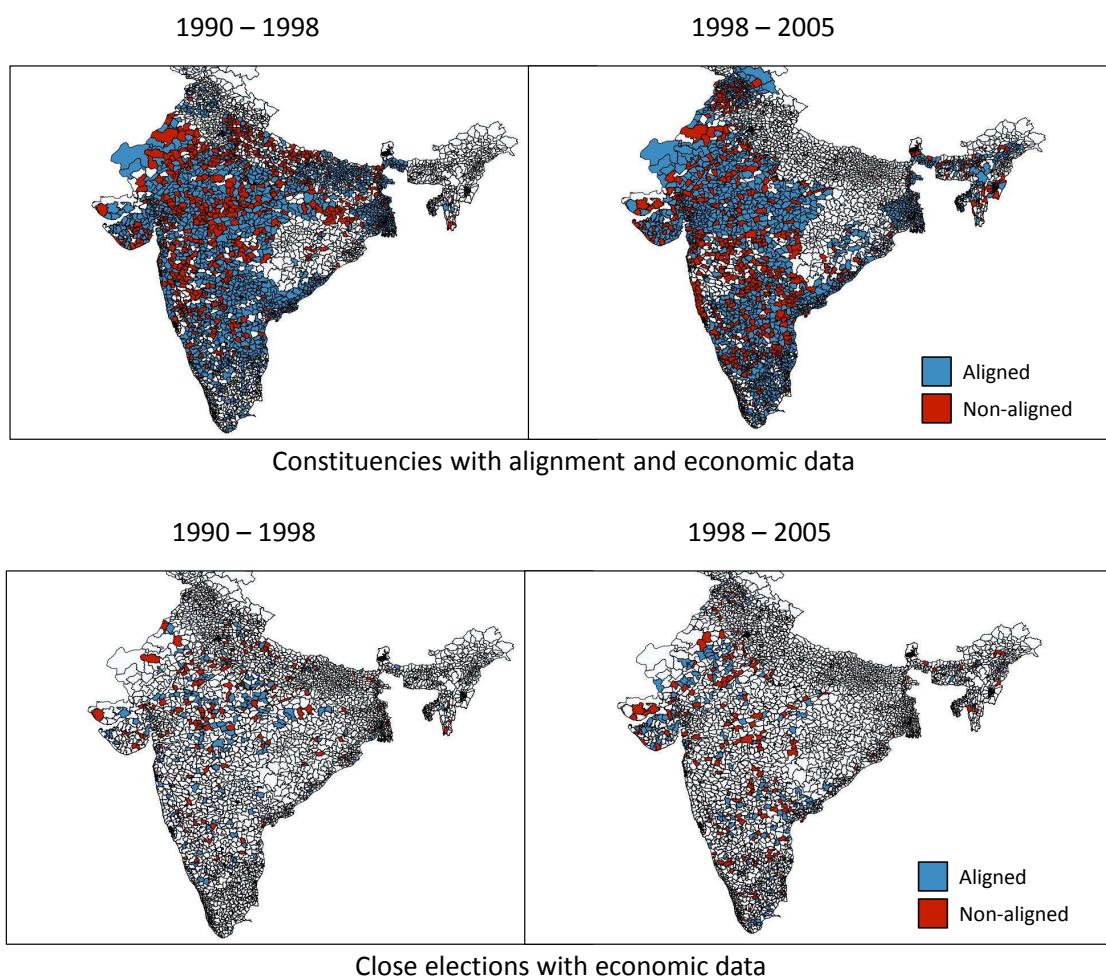 1990 – 1998
1998 – 2005
Aligned
Non-aligned
Constituencies with alignment and economic data
1990 – 1998
1998 – 2005
Aligned
Non-aligned
Close elections with economic data